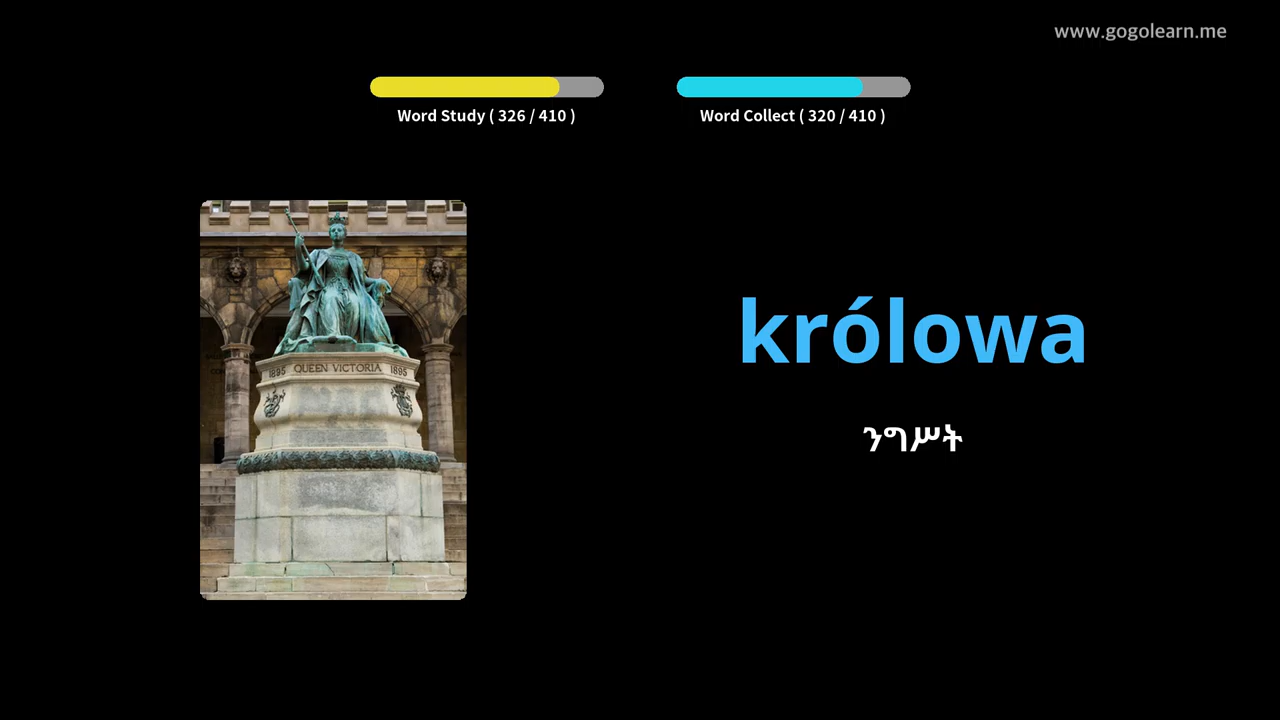 www.gogolearn.me
Word Study ( 326 / 410 )
Word Collect ( 320 / 410 )
1895 QUEEN VICTORIA 1895
królowa
ንግሥት